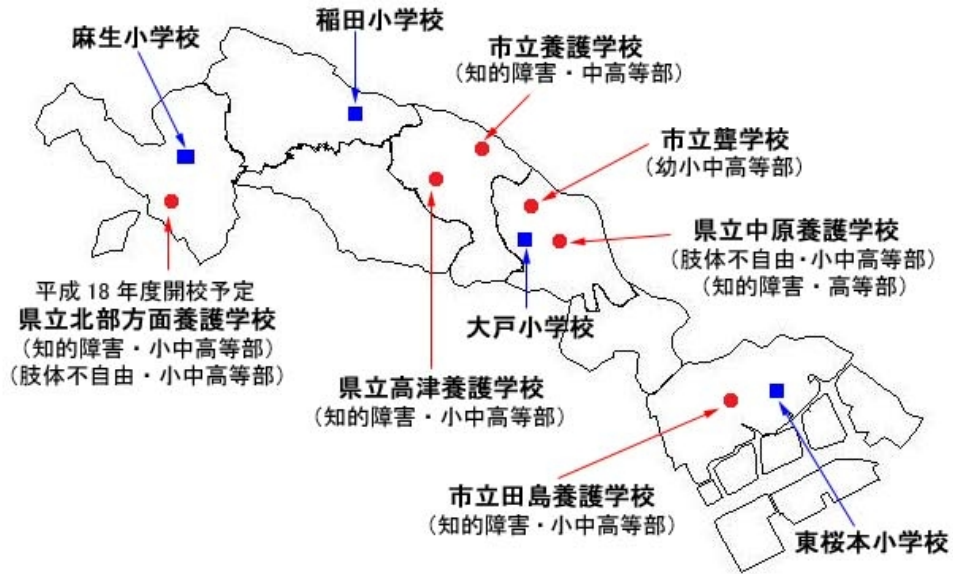 稲田小学校
麻生小学校
市立養護学校
（知的障害・中高等部）
市立聾学校
（幼小中高等部）
県立中原養護学校
（肢体不自由・小中高等部）
（知的障害・高等部）
平成 18 年度開校予定
県立北部方面養護学校
（知的障害・小中高等部）
（肢体不自由・小中高等部）
大戸小学校
県立高津養護学校
（知的障害・小中高等部）
市立田島養護学校
（知的障害・小中高等部）
東桜本小学校